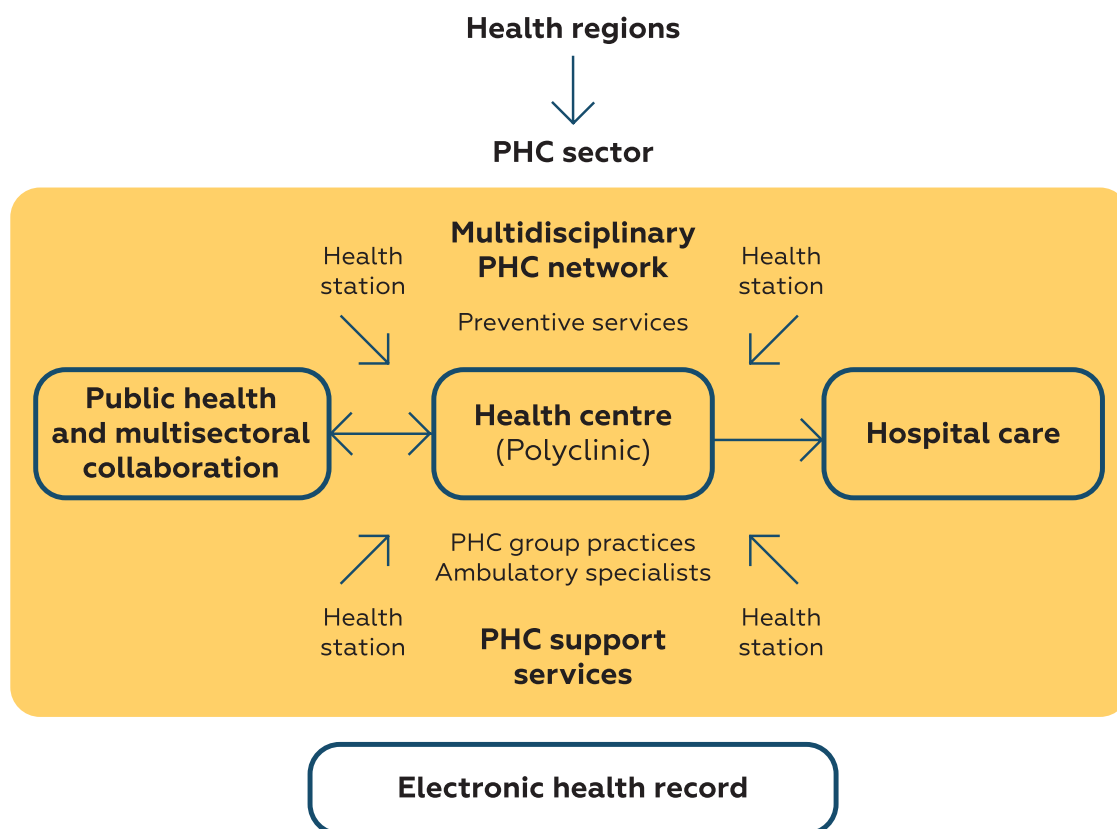 Health regions
PHC sector
Multidisciplinary
PHC network
Health
station
Health
station
Preventive services
Public health
and multisectoral
collaboration
Health centre
(Polyclinic)
Hospital care
PHC group practices
Ambulatory specialists
Health
station
Health
station
PHC support
services
Electronic health record